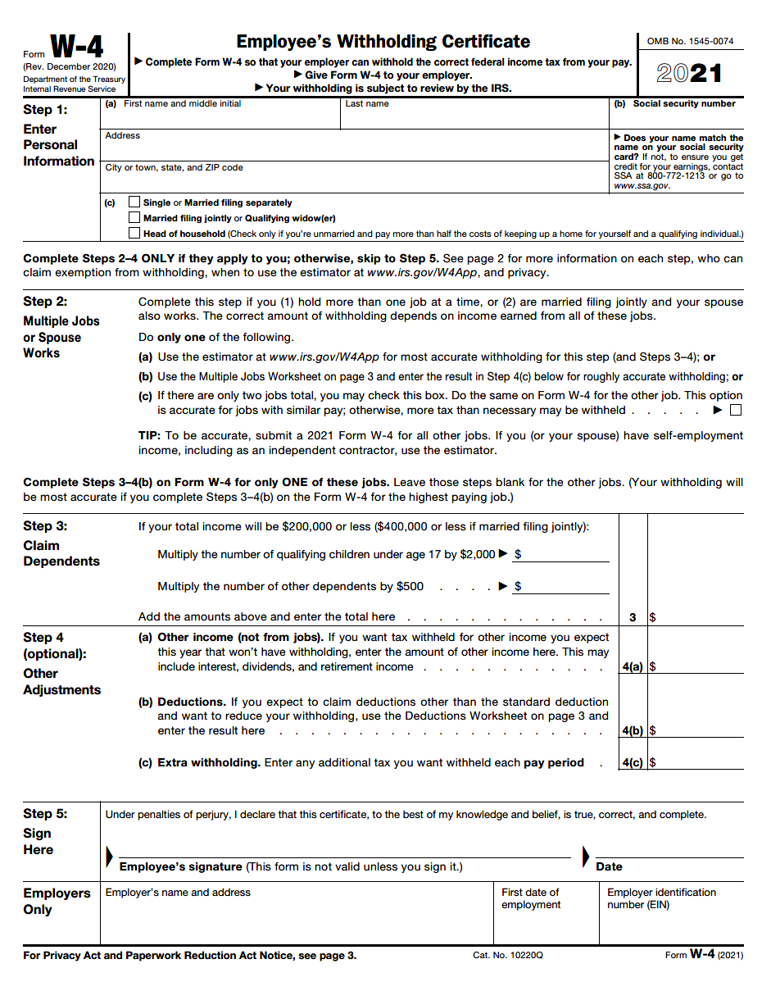 Form W-4
(Rev. December 2020)
Department of the Treasury
Internal Revenue Service
Employee's Withholding Certificate
▶ Complete Form W-4 so that your employer can withhold the correct federal income tax from your pay.
▶ Give Form W-4 to your employer.
▶ Your withholding is subject to review by the IRS.
OMB No. 1545-0074
2021
Step 1:
Enter
Personal
Information
(a) First name and middle initial
Last name
(b) Social security number
Address
City or town, state, and ZIP code
▶ Does your name match the
name on your social security
card? If not, to ensure you get
credit for your earnings, contact
SSA at 800-772-1213 or go to
www.ssa.gov.
(c)
Single or Married filing separately
Married filing jointly or Qualifying widow(er)
Head of household (Check only if you're unmarried and pay more than half the costs of keeping up a home for yourself and a qualifying individual.)
Complete Steps 2–4 ONLY if they apply to you; otherwise, skip to Step 5. See page 2 for more information on each step, who can
claim exemption from withholding, when to use the estimator at www.irs.gov/W4App, and privacy.
Step 2:
Multiple Jobs
or Spouse
Works
Complete this step if you (1) hold more than one job at a time, or (2) are married filing jointly and your spouse
also works. The correct amount of withholding depends on income earned from all of these jobs.
Do only one of the following.
(a) Use the estimator at www.irs.gov/W4App for most accurate withholding for this step (and Steps 3–4); or
(b) Use the Multiple Jobs Worksheet on page 3 and enter the result in Step 4(c) below for roughly accurate withholding; or
(c) If there are only two jobs total, you may check this box. Do the same on Form W-4 for the other job. This option
is accurate for jobs with similar pay; otherwise, more tax than necessary may be withheld . . . . . ▶
TIP: To be accurate, submit a 2021 Form W-4 for all other jobs. If you (or your spouse) have self-employment
income, including as an independent contractor, use the estimator.
Complete Steps 3–4(b) on Form W-4 for only ONE of these jobs. Leave those steps blank for the other jobs. (Your withholding will
be most accurate if you complete Steps 3–4(b) on the Form W-4 for the highest paying job.)
Step 3:
Claim
Dependents
If your total income will be $200,000 or less ($400,000 or less if married filing jointly):
Multiply the number of qualifying children under age 17 by $2,000 ▶ $
Multiply the number of other dependents by $500 . . . . ▶ $
Add the amounts above and enter the total here . . . . . . . . . . . . . 3 $
Step 4
(optional):
Other
Adjustments
(a) Other income (not from jobs). If you want tax withheld for other income you expect
this year that won't have withholding, enter the amount of other income here. This may
include interest, dividends, and retirement income . . . . . . . . . . . . 4(a) $
(b) Deductions. If you expect to claim deductions other than the standard deduction
and want to reduce your withholding, use the Deductions Worksheet on page 3 and
enter the result here . . . . . . . . . . . . . . . . . . . . . 4(b) $
(c) Extra withholding. Enter any additional tax you want withheld each pay period . 4(c) $
Step 5:
Sign
Here
Under penalties of perjury, I declare that this certificate, to the best of my knowledge and belief, is true, correct, and complete.
Employee's signature (This form is not valid unless you sign it.)
Date
Employers
Only
Employer's name and address
First date of
employment
Employer identification
number (EIN)
For Privacy Act and Paperwork Reduction Act Notice, see page 3.
Cat. No. 10220Q
Form W-4 (2021)